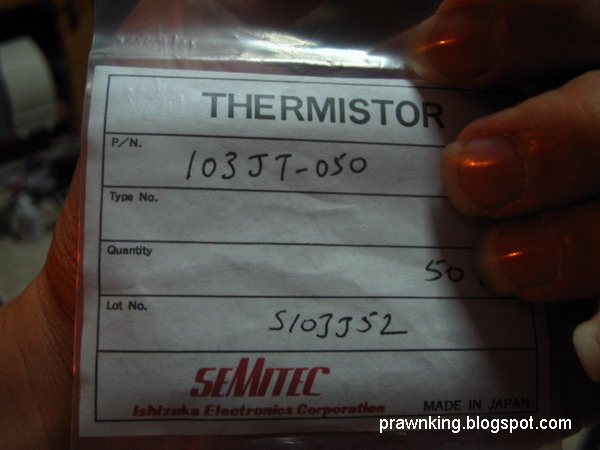 THERMISTOR
P/N.
103JT-050
Type No.
Quantity
50
Lot No.
S103J52
SEMITEC
Ishizuka Electronics Corporation
MADE IN JAPAN
prawnking.blogspot.com